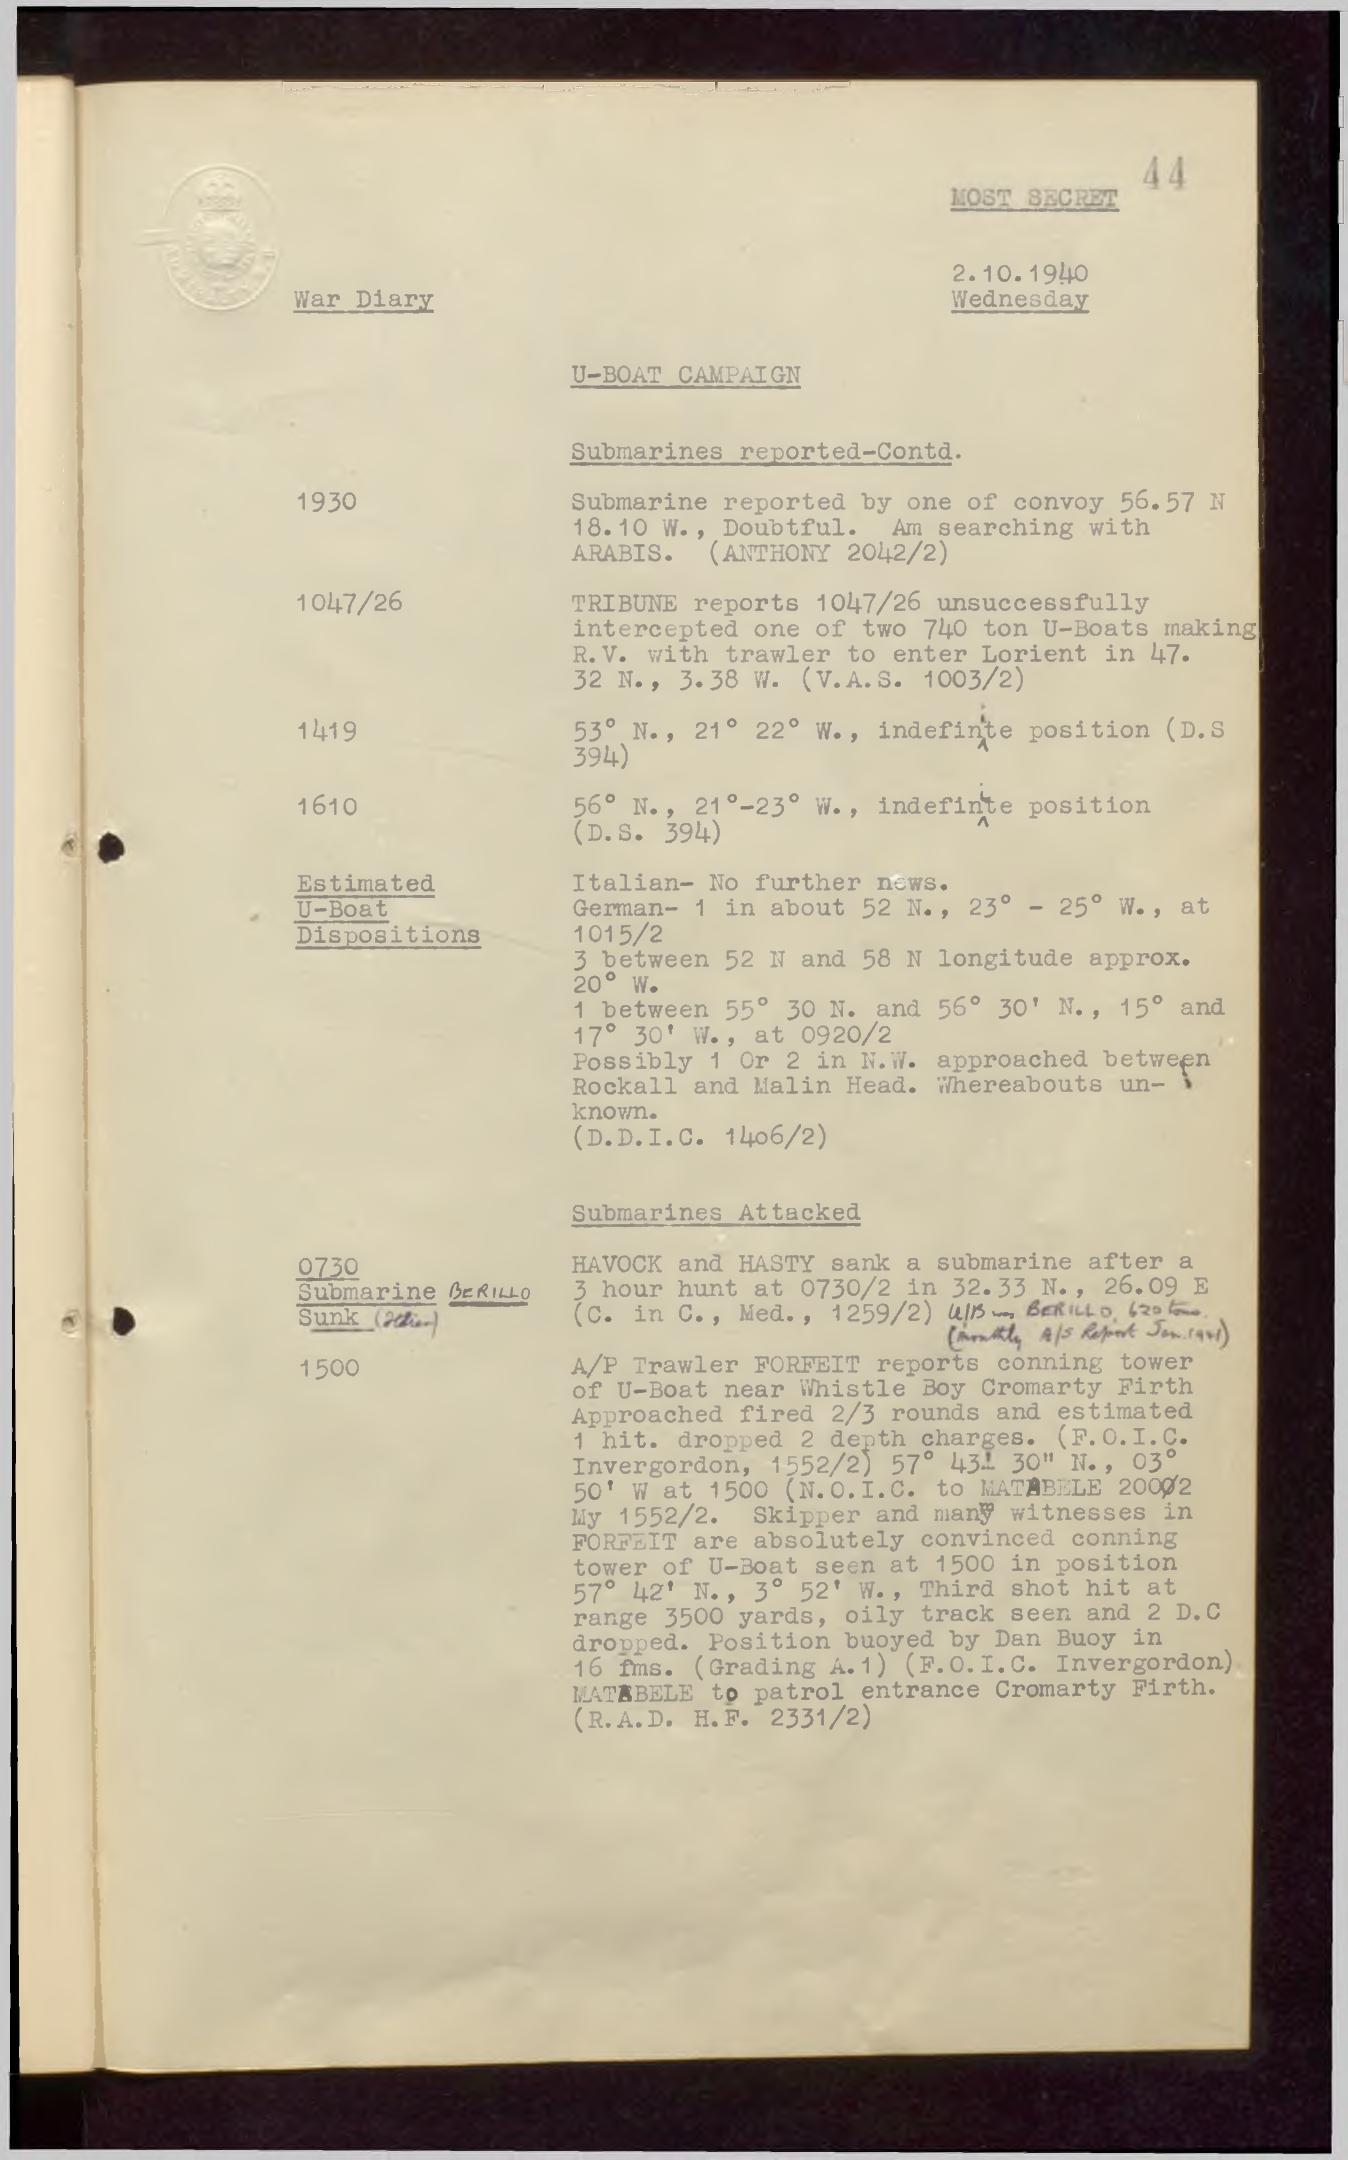 44
MOST SECRET
2.10.1940
War Diary Wednesday
U-BOAT CAMPAIGN
Submarines reported-Contd.
1930 Submarine reported by one of convoy 56.57 N
18.10 W., Doubtful. Am searching with
ARABIS. (ANTHONY 2042/2)
1047/26 TRIBUNE reports 1047/26 unsuccessfully
intercepted one of two 740 ton U-Boats making
R.V. with trawler to enter Lorient in 47.
32 N., 3.38 W. (V.A.S. 1003/2)
1419 53° N., 21° 22° W., indefinite position (D.S
394)
1610 56° N., 21°-23° W., indefinite position
(D.S. 394)
Estimated Italian- No further news.
U-Boat German- 1 in about 52 N., 23° - 25° W., at
Dispositions 1015/2
3 between 52 N and 58 N longitude approx.
20° W.
1 between 55° 30 N. and 56° 30' N., 15° and
17° 30' W., at 0920/2
Possibly 1 Or 2 in N.W. approached between
Rockall and Malin Head. Whereabouts un-
known.
(D.D.I.C. 1406/2)
Submarines Attacked
0730 HAVOCK and HASTY sank a submarine after a
Submarine BERILLO 3 hour hunt at 0730/2 in 32.33 N., 26.09 E
Sunk (Italian) (C. in C., Med., 1259/2) U/B was BERILLO, 620 tons.
(monthly A/S Report Jan. 1941)
1500 A/P Trawler FORFEIT reports conning tower
of U-Boat near Whistle Boy Cromarty Firth
Approached fired 2/3 rounds and estimated
1 hit. dropped 2 depth charges. (F.O.I.C.
Invergordon, 1552/2) 57° 43' 30" N., 03°
50' W at 1500 (N.O.I.C. to MATABELE 2000/2
My 1552/2. Skipper and many witnesses in
FORFEIT are absolutely convinced conning
tower of U-Boat seen at 1500 in position
57° 42' N., 3° 52' W., Third shot hit at
range 3500 yards, oily track seen and 2 D.C
dropped. Position buoyed by Dan Buoy in
16 fms. (Grading A.1) (F.O.I.C. Invergordon)
MATABELE to patrol entrance Cromarty Firth.
(R.A.D. H.F. 2331/2)